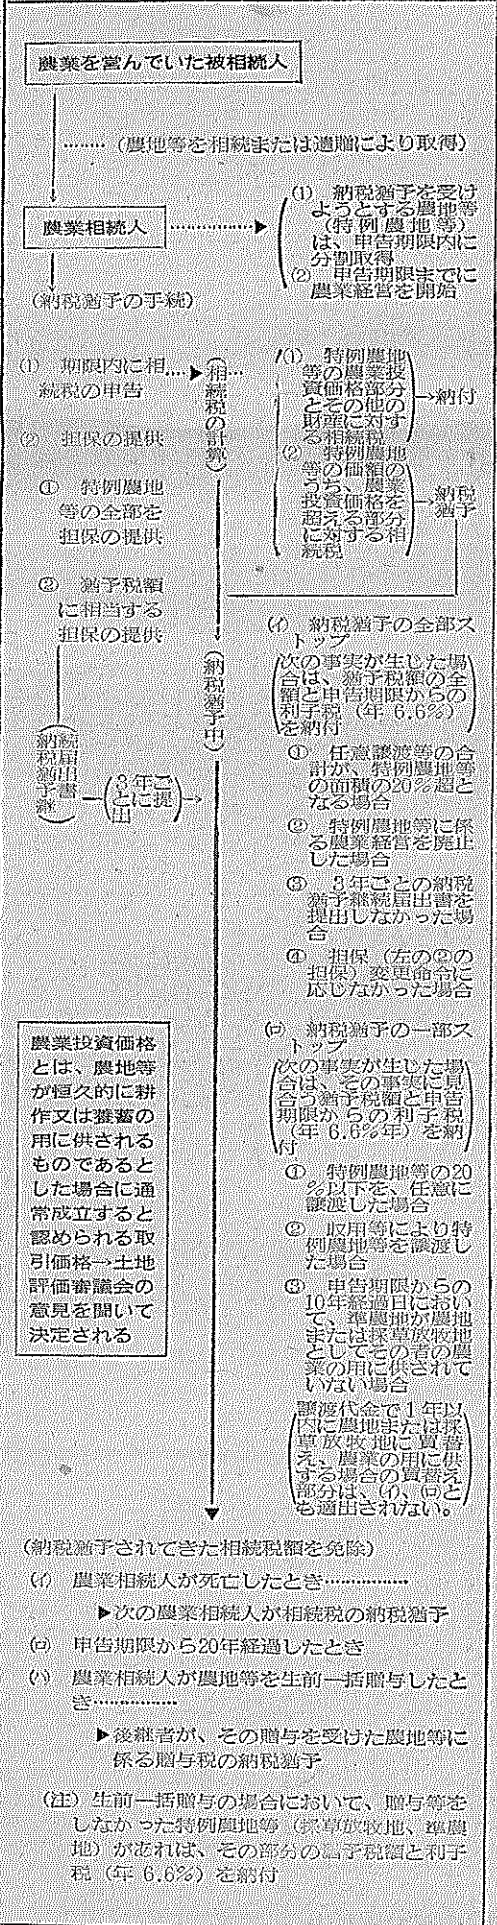 農業を営んでいた被相続人
………(農地等を相続または遺贈により取得)
農業相続人
(1) 納税猶予を受け
ようとする農地等
(特例農地等)
は、申告期限内に
分割取得
(2) 申告期限までに
農業経営を開始
(納税猶予の手続)
(1) 期限内に相
続税の申告
(2) 担保の提供
① 特例農地
等の全部を
担保の提供
② 猶予税額
に相当する
担保の提供
(相続税の計算)
(1) 特例農地
等の農業投
資価格部分
とその他の
財産に対す
る相続税
→納付
(2) 特例農地
等の価額の
うち、農業
投資価格を
超える部分
に対する相
続税
→納税
猶予
(納税猶予中)
(納税猶予継
続届出書)
(3年ご
とに提
出)
(イ) 納税猶予の全部ス
トップ
(次の事実が生じた場
合は、猶予税額の全
額と申告期限からの
利子税(年 6.6%)
を納付)
① 任意譲渡等の合
計が、特例農地等
の面積の20%超と
なる場合
② 特例農地等に係
る農業経営を廃止
した場合
③ 3年ごとの納税
猶予継続届出書を
提出しなかった場
合
④ 担保(左の②の
担保)変更命令に
応じなかった場合
(ロ) 納税猶予の一部ス
トップ
(次の事実が生じた場
合は、その事実に見
合う猶予税額と申告
期限からの利子税
(年 6.6%年)を納
付)
① 特例農地等の20
%以下を、任意に
譲渡した場合
② 収用等により特
例農地等を譲渡し
た場合
③ 申告期限からの
10年経過日におい
て、準農地が農地
または採草放牧地
としてその者の農
業の用に供されて
いない場合
(譲渡代金で1年以
内に農地または採
草放牧地に買替
え、農業の用に供
する場合の買替え
部分は、(イ)、(ロ)と
も適出されない。)
農業投資価格
とは、農地等
が恒久的に耕
作又は養蓄の
用に供される
ものであると
した場合に通
常成立すると
認められる取
引価格→土地
評価審議会の
意見を聞いて
決定される
(納税猶予されてきた相続税額を免除)
(イ) 農業相続人が死亡したとき……………
▶次の農業相続人が相続税の納税猶予
(ロ) 申告期限から20年経過したとき
(ハ) 農業相続人が農地等を生前一括贈与したと
き……………
▶後継者が、その贈与を受けた農地等に
係る贈与税の納税猶予
(注) 生前一括贈与の場合において、贈与等を
しなかった特例農地等(採草放牧地、準農
地)があれば、その部分の猶予税額と利子
税(年 6.6%)を納付